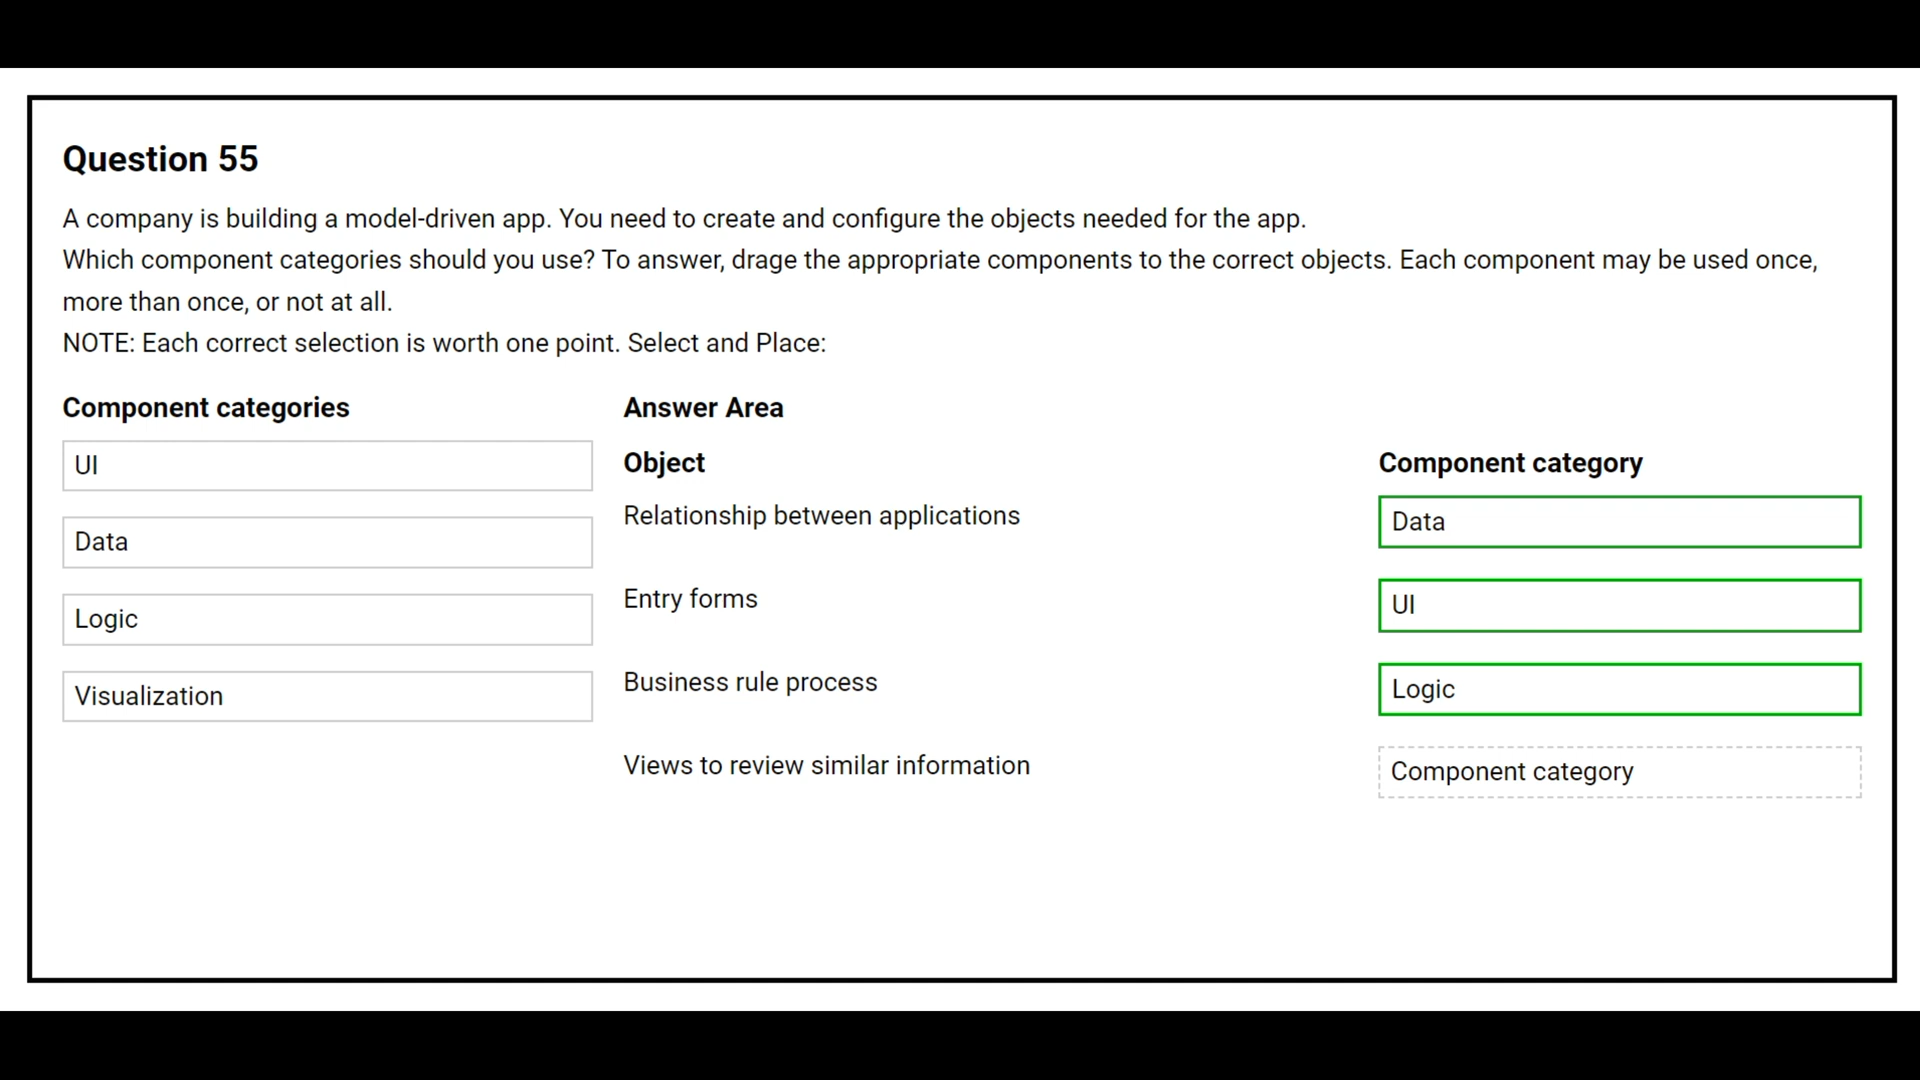 Question 55
A company is building a model-driven app. You need to create and configure the objects needed for the app.
Which component categories should you use? To answer, drage the appropriate components to the correct objects. Each component may be used once,
more than once, or not at all.
NOTE: Each correct selection is worth one point. Select and Place:
Component categories
UI
Data
Logic
Visualization
Answer Area
Object
Component category
Relationship between applications
Data
Entry forms
UI
Business rule process
Logic
Views to review similar information
Component category